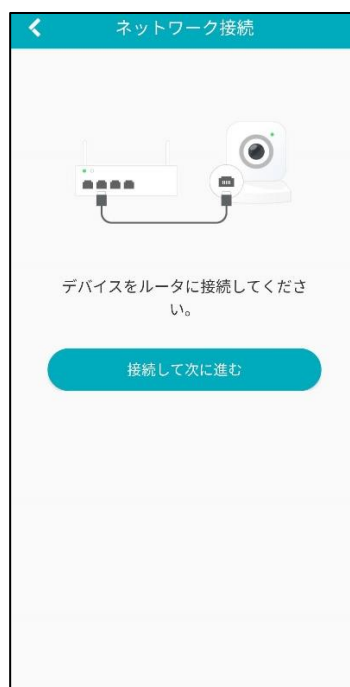 ネットワーク接続
デバイスをルータに接続してくださ
い。
接続して次に進む